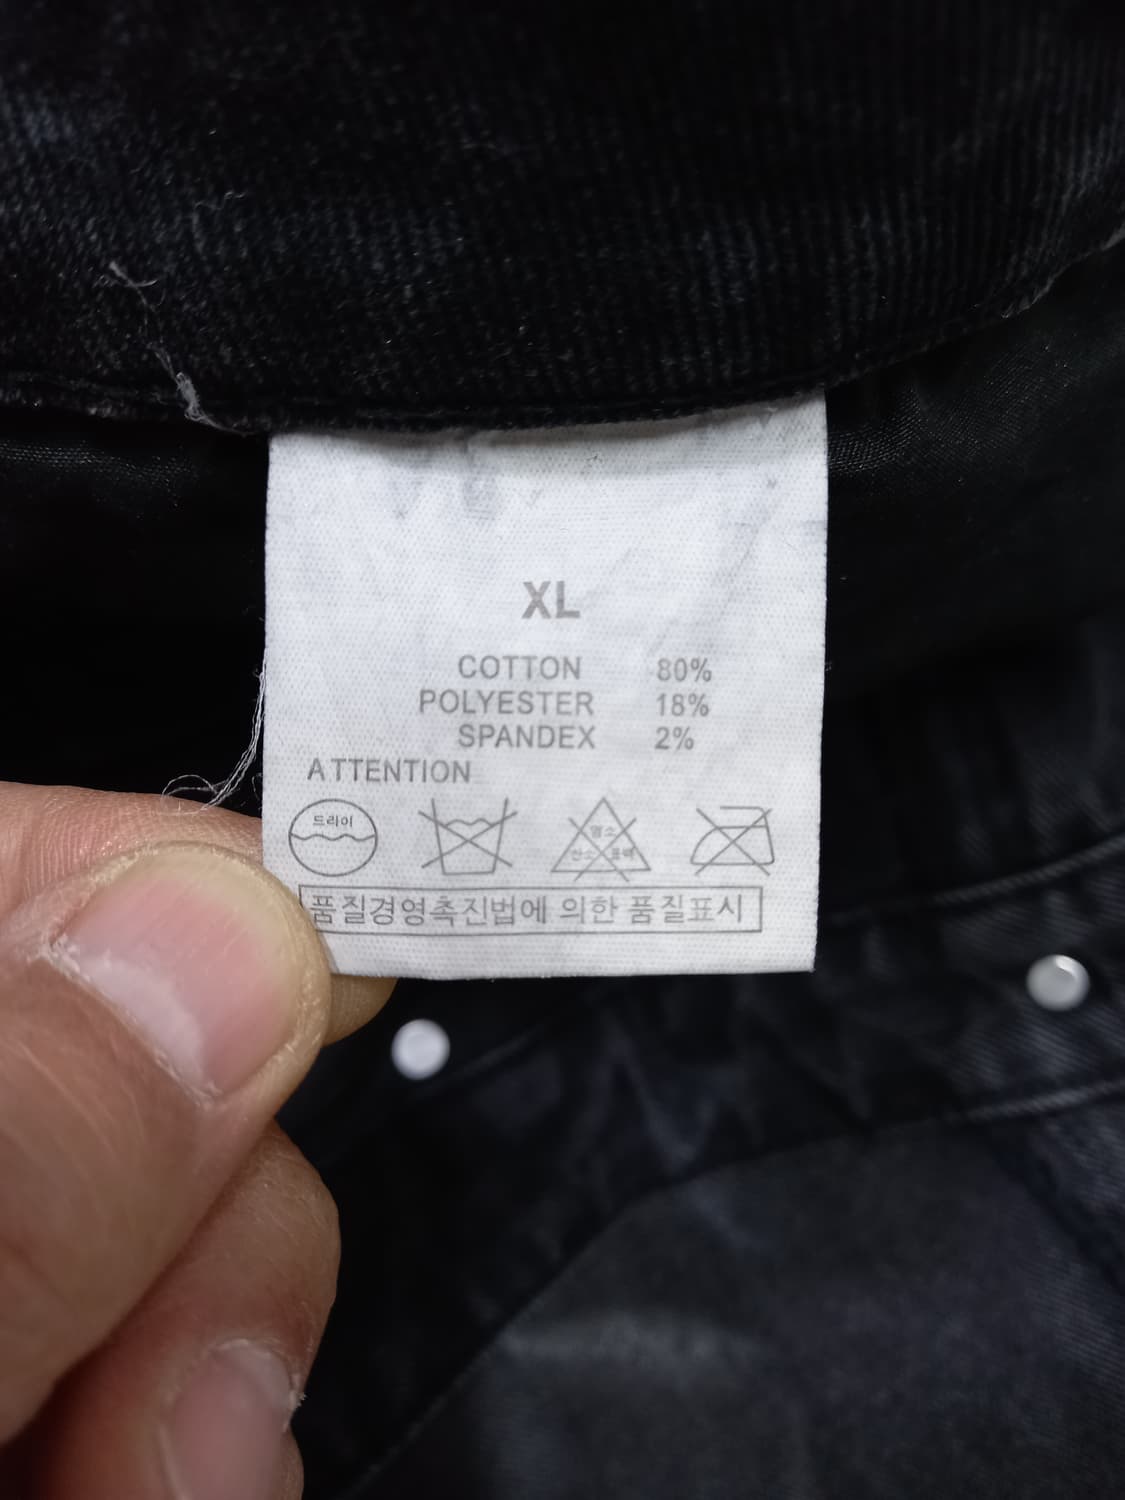 XL
COTTON 80%
POLYESTER 18%
SPANDEX 2%
ATTENTION
드라이
염소
산소 표백
품질경영촉진법에 의한 품질표시